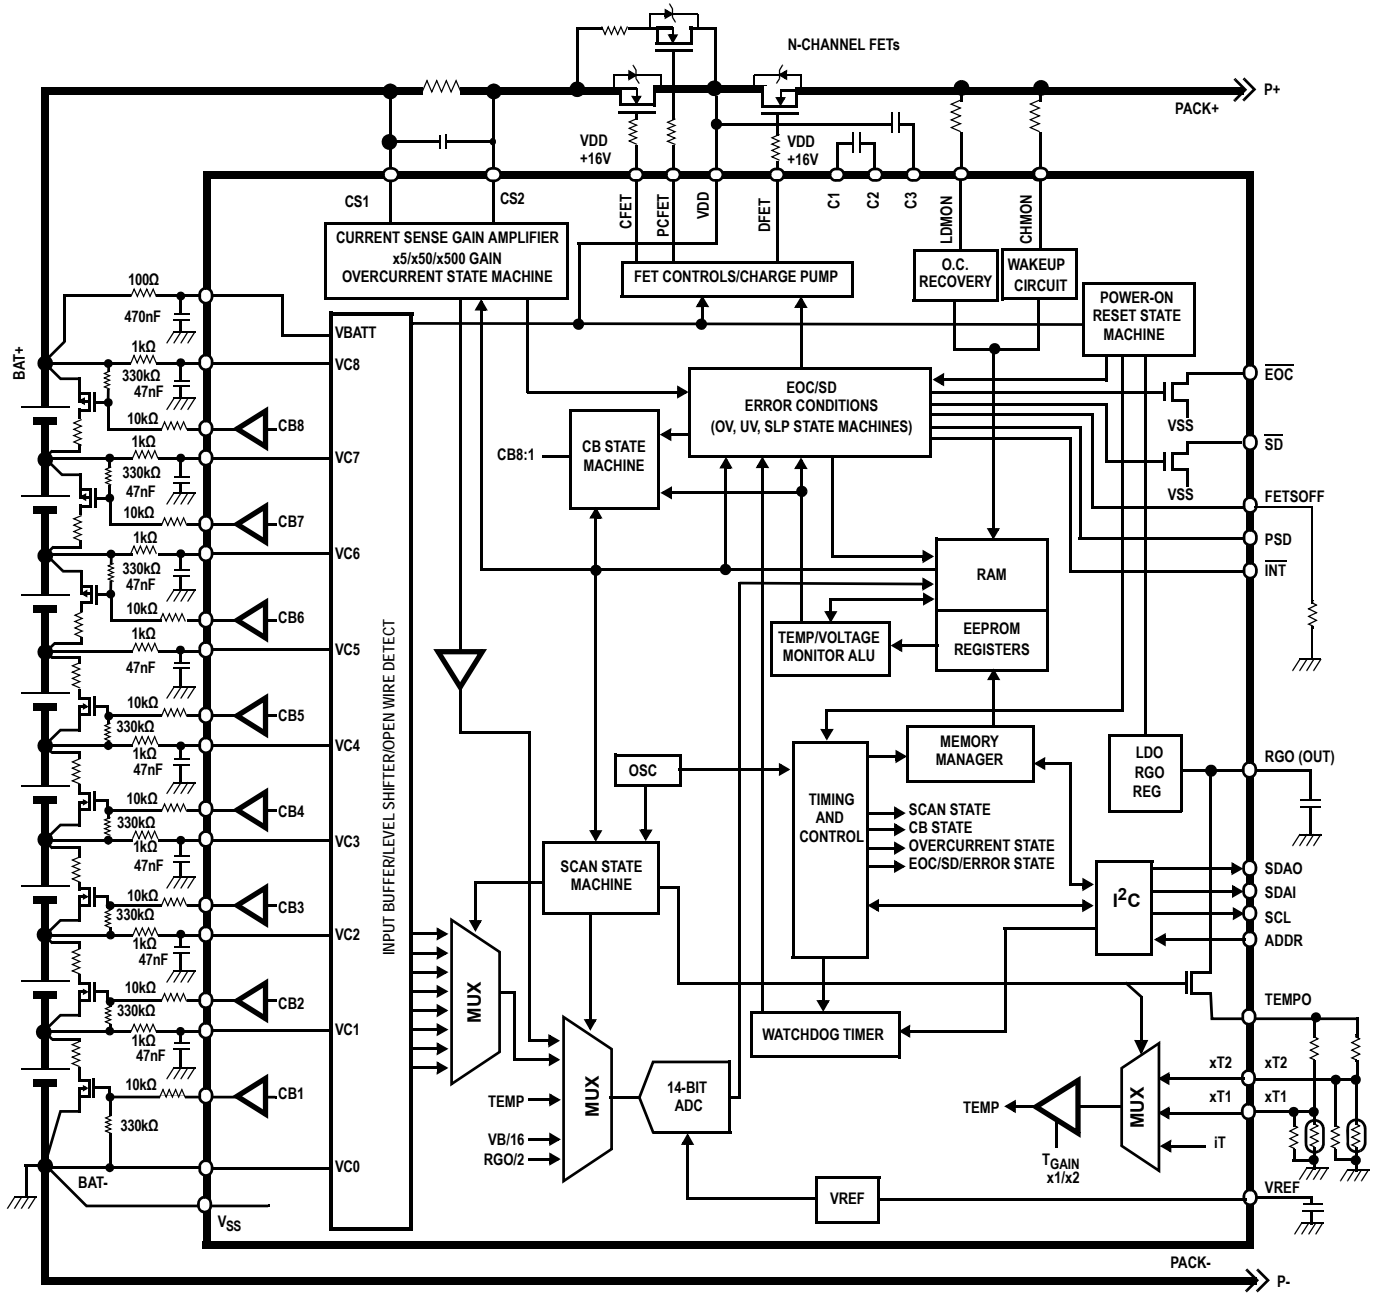 N-CHANNEL FETs
P+
PACK+
VDD
+16V
VDD
+16V
CS1
CS2
CFET
PCFET
VDD
DFET
C1
C2
C3
LDMON
CHMON
CURRENT SENSE GAIN AMPLIFIER
x5/x50/x500 GAIN
OVERCURRENT STATE MACHINE
FET CONTROLS/CHARGE PUMP
O.C.
RECOVERY
WAKEUP
CIRCUIT
POWER-ON
RESET STATE
MACHINE
100Ω
470nF
BAT+
1kΩ
330kΩ
47nF
10kΩ
CB8
1kΩ
330kΩ
47nF
10kΩ
CB7
1kΩ
330kΩ
47nF
10kΩ
CB6
1kΩ
47nF
10kΩ
CB5
330kΩ
1kΩ
47nF
10kΩ
CB4
330kΩ
1kΩ
47nF
10kΩ
CB3
330kΩ
1kΩ
47nF
10kΩ
CB2
330kΩ
1kΩ
47nF
10kΩ
CB1
330kΩ
BAT-
VSS
VBATT
VC8
VC7
VC6
VC5
VC4
VC3
VC2
VC1
VC0
INPUT BUFFER/LEVEL SHIFTER/OPEN WIRE DETECT
EOC/SD
ERROR CONDITIONS
(OV, UV, SLP STATE MACHINES)
CB STATE
MACHINE
CB8:1
EOC
VSS
SD
VSS
FETSOFF
PSD
INT
RAM
EEPROM
REGISTERS
TEMP/VOLTAGE
MONITOR ALU
MEMORY
MANAGER
LDO
RGO
REG
RGO (OUT)
OSC
TIMING
AND
CONTROL
SCAN STATE
CB STATE
OVERCURRENT STATE
EOC/SD/ERROR STATE
SCAN STATE
MACHINE
I2C
SDAO
SDAI
SCL
ADDR
MUX
WATCHDOG TIMER
TEMPO
MUX
TEMP
VB/16
RGO/2
14-BIT
ADC
TEMP
TGAIN
x1/x2
MUX
xT2
xT2
xT1
xT1
iT
VREF
VREF
PACK-
P-